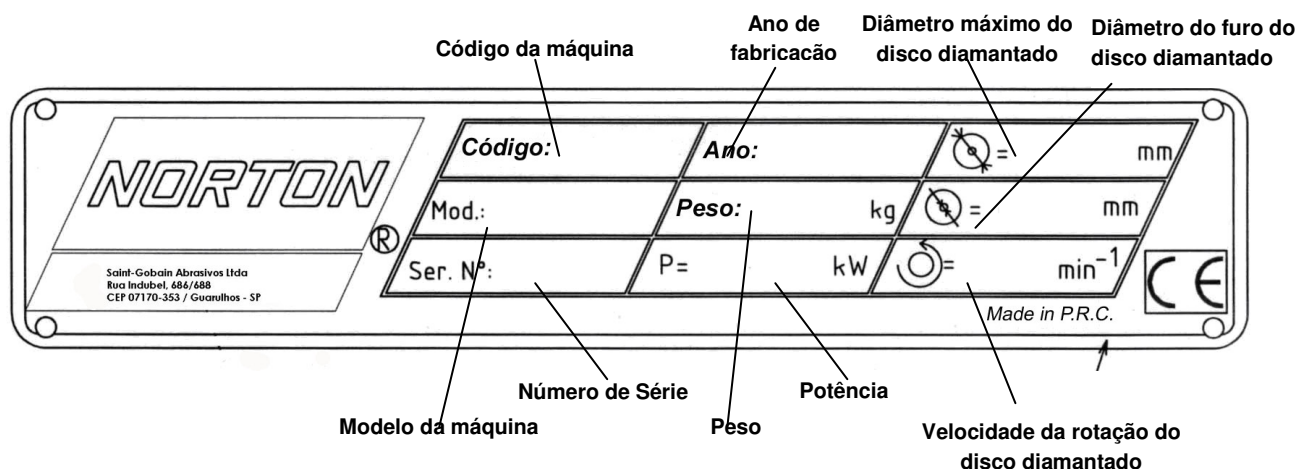 Código da máquina
Ano de
fabricacão
Diâmetro máximo do
disco diamantado
Diâmetro do furo do
disco diamantado
NORTON
®
Saint-Gobain Abrasivos Ltda
Rua Indubel, 686/688
CEP 07170-353 / Guarulhos - SP
Código:
Ano:
= mm
Mod.:
Peso: kg
= mm
Ser. Nº:
P= kW
= min⁻¹
CE
Made in P.R.C.
Número de Série
Potência
Modelo da máquina
Peso
Velocidade da rotação do
disco diamantado